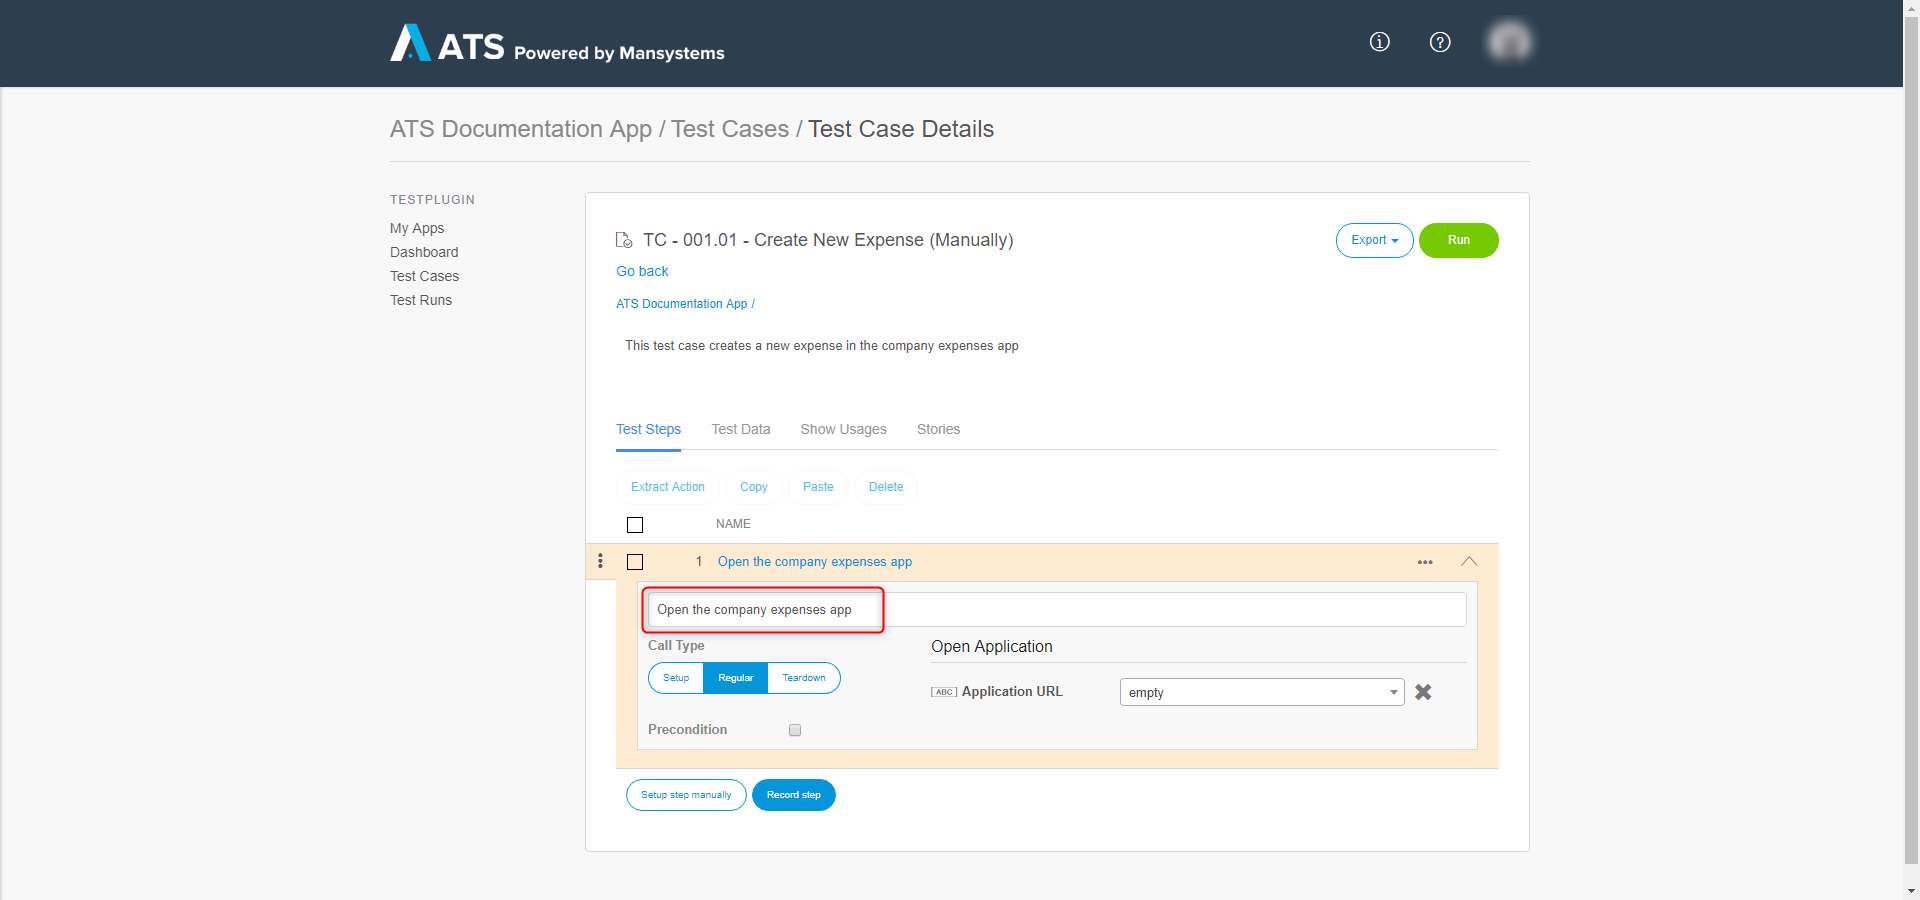 ATS Powered by Mansystems
ATS Documentation App / Test Cases / Test Case Details
TESTPLUGIN
My Apps
Dashboard
Test Cases
Test Runs
TC - 001.01 - Create New Expense (Manually)
Export
Run
Go back
ATS Documentation App /
This test case creates a new expense in the company expenses app
Test Steps Test Data Show Usages Stories
Extract Action Copy Paste Delete
NAME
1 Open the company expenses app
Open the company expenses app
Call Type
Setup Regular Teardown
Precondition
Open Application
ABC Application URL empty
Setup step manually Record step